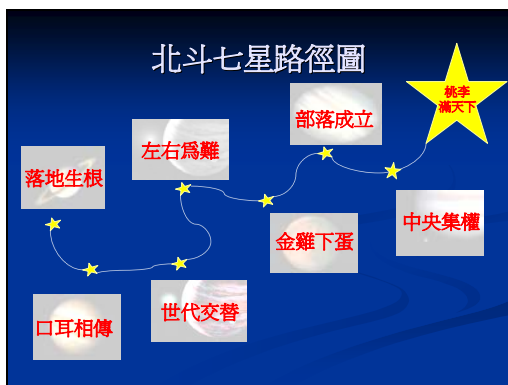 北斗七星路徑圖
桃李
滿天下
部落成立
左右爲難
落地生根
中央集權
金雞下蛋
世代交替
口耳相傳